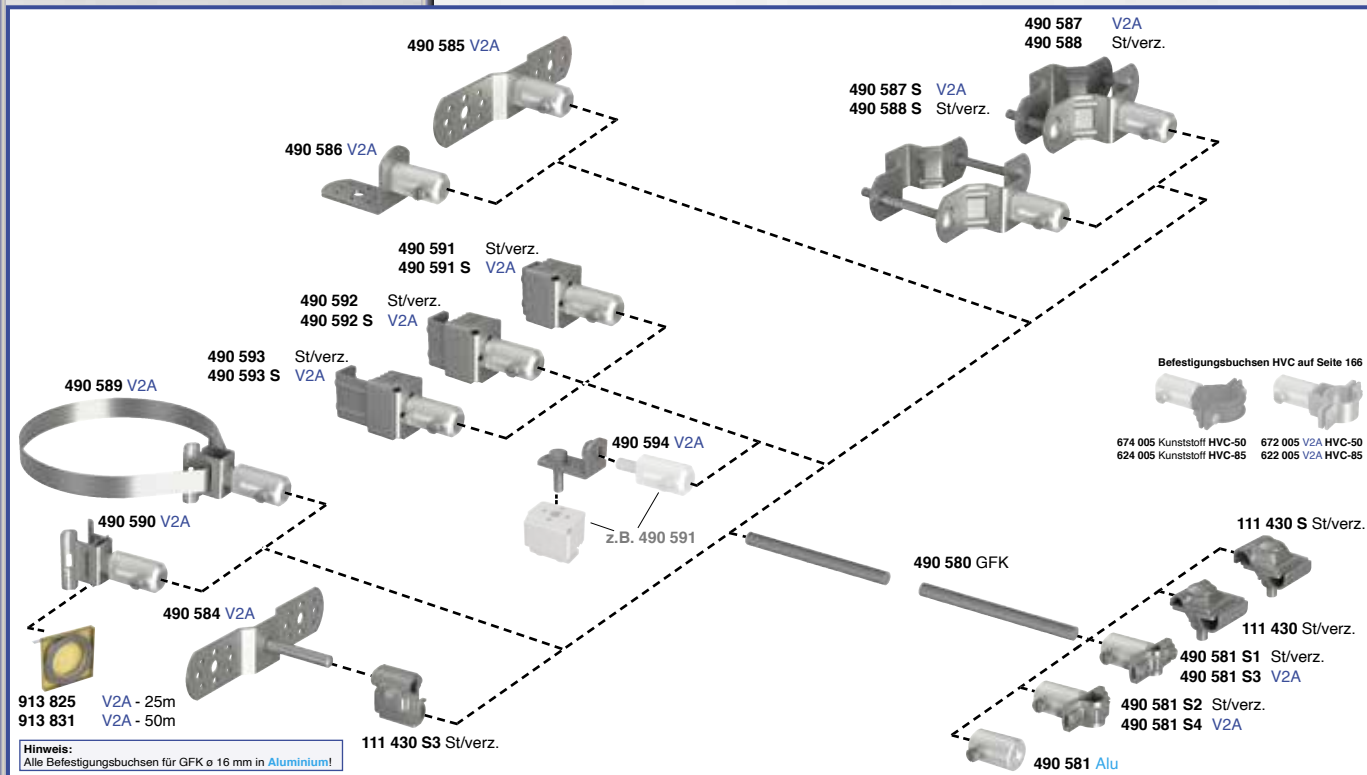 490 587 V2A
490 588 St/verz.
490 585 V2A
490 587 S V2A
490 588 S St/verz.
490 586 V2A
490 591 St/verz.
490 591 S V2A
490 592 St/verz.
490 592 S V2A
490 593 St/verz.
490 593 S V2A
Befestigungsbuchsen HVC auf Seite 166
674 005 Kunststoff HVC-50 672 005 V2A HVC-50
624 005 Kunststoff HVC-85 622 005 V2A HVC-85
490 589 V2A
490 594 V2A
490 590 V2A
z.B. 490 591
111 430 S St/verz.
490 580 GFK
490 584 V2A
111 430 St/verz.
490 581 S1 St/verz.
490 581 S3 V2A
913 825 V2A - 25m
913 831 V2A - 50m
490 581 S2 St/verz.
490 581 S4 V2A
111 430 S3 St/verz.
490 581 Alu
Hinweis:
Alle Befestigungsbuchsen für GFK ø 16 mm in Aluminium!